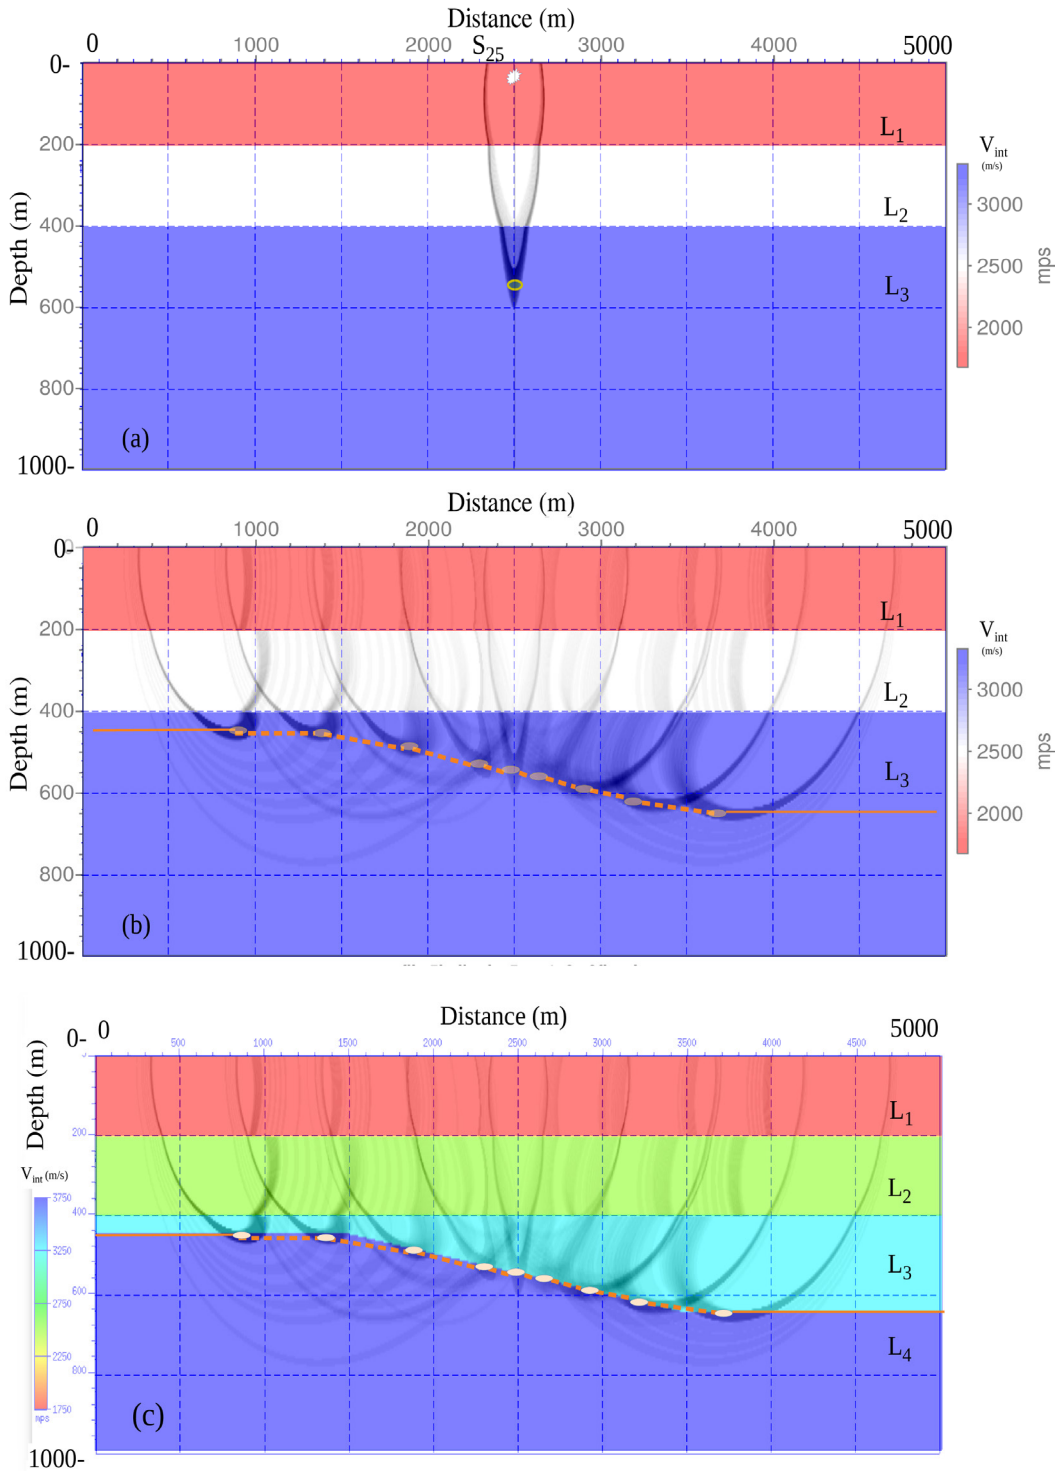 Distance (m)
0 1000 2000 S25 3000 4000 5000
0-
L1
200
Vint
(m/s)
L2
400
L3
600
800
1000-
Depth (m)
3000
2500
2000
mps
(a)
Distance (m)
0 1000 2000 3000 4000 5000
0-
0
L1
200
Vint
(m/s)
L2
400
L3
600
800
1000-
Depth (m)
3000
2500
2000
mps
(b)
Distance (m)
0 5000
0-
500 1000 1500 2000 2500 3000 3500 4000 4500
Depth (m)
L1
200
L2
400
L3
600
L4
800
1000-
Vint (m/s)
3750
3250
2750
2250
1750
mps
(c)